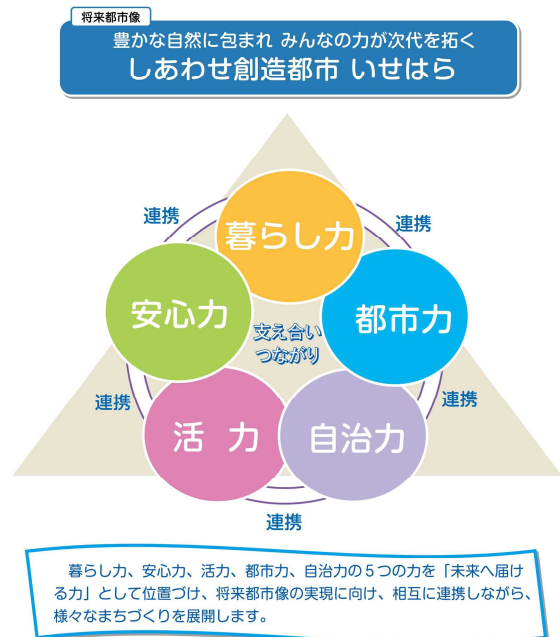 将来都市像
豊かな自然に包まれ みんなの力が次代を拓く
しあわせ創造都市 いせはら
連携
連携
暮らし力
安心力
都市力
支え合い
つながり
連携
連携
活 力
自治力
連携
暮らし力、安心力、活力、都市力、自治力の5つの力を「未来へ届け
る力」として位置づけ、将来都市像の実現に向け、相互に連携しながら、
様々なまちづくりを展開します。